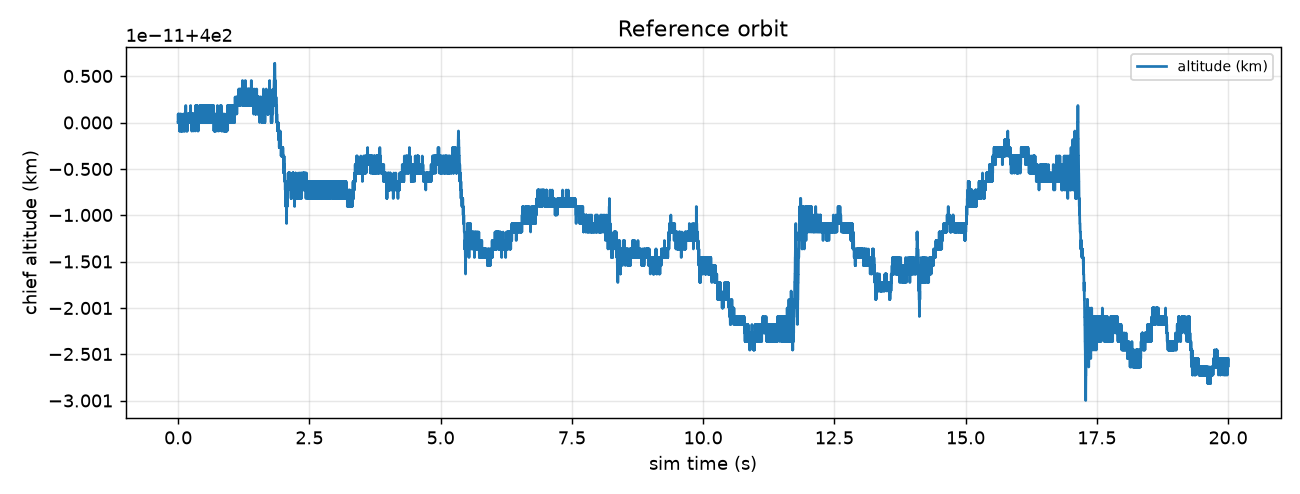 Reference orbit
1e−11+4e2
altitude (km)
chief altitude (km)
0.500
0.000
−0.500
−1.000
−1.501
−2.001
−2.501
−3.001
0.0 2.5 5.0 7.5 10.0 12.5 15.0 17.5 20.0
sim time (s)